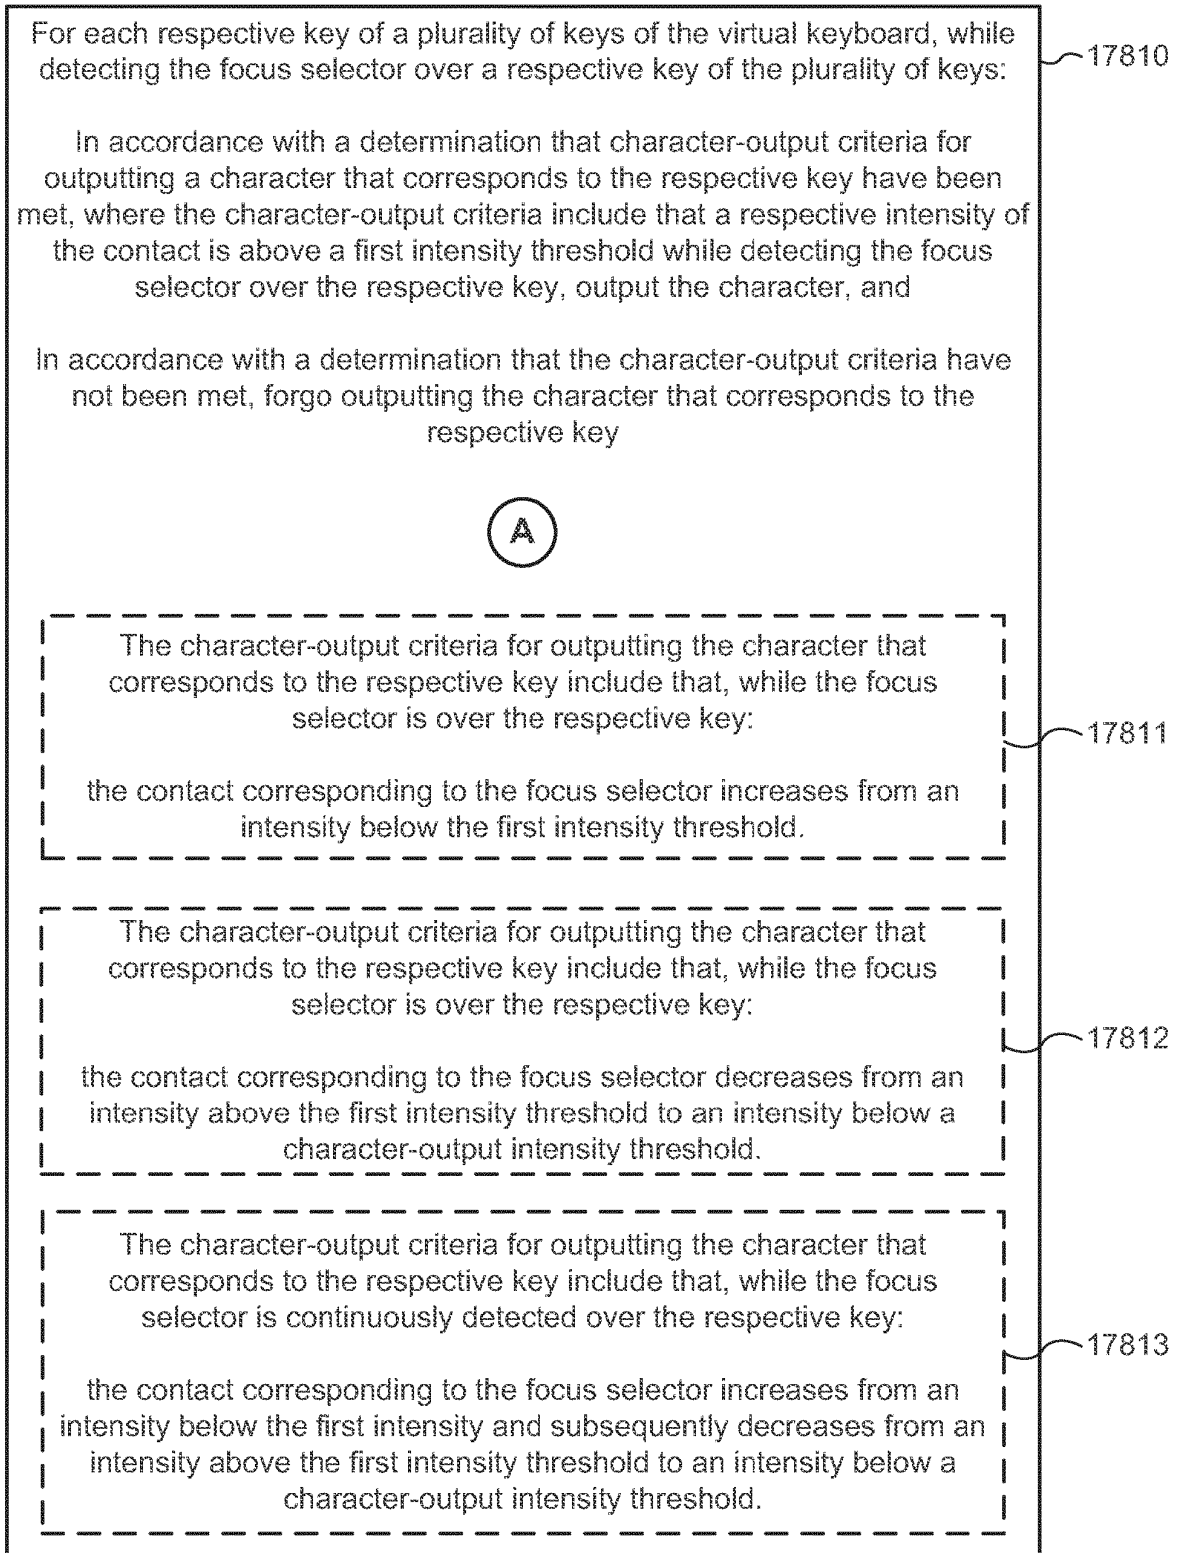 For each respective key of a plurality of keys of the virtual keyboard, while
detecting the focus selector over a respective key of the plurality of keys:
17810
In accordance with a determination that character-output criteria for
outputting a character that corresponds to the respective key have been
met, where the character-output criteria include that a respective intensity of
the contact is above a first intensity threshold while detecting the focus
selector over the respective key, output the character, and
In accordance with a determination that the character-output criteria have
not been met, forgo outputting the character that corresponds to the
respective key
A
The character-output criteria for outputting the character that
corresponds to the respective key include that, while the focus
selector is over the respective key:
17811
the contact corresponding to the focus selector increases from an
intensity below the first intensity threshold.
The character-output criteria for outputting the character that
corresponds to the respective key include that, while the focus
selector is over the respective key:
17812
the contact corresponding to the focus selector decreases from an
intensity above the first intensity threshold to an intensity below a
character-output intensity threshold.
The character-output criteria for outputting the character that
corresponds to the respective key include that, while the focus
selector is continuously detected over the respective key:
17813
the contact corresponding to the focus selector increases from an
intensity below the first intensity and subsequently decreases from an
intensity above the first intensity threshold to an intensity below a
character-output intensity threshold.